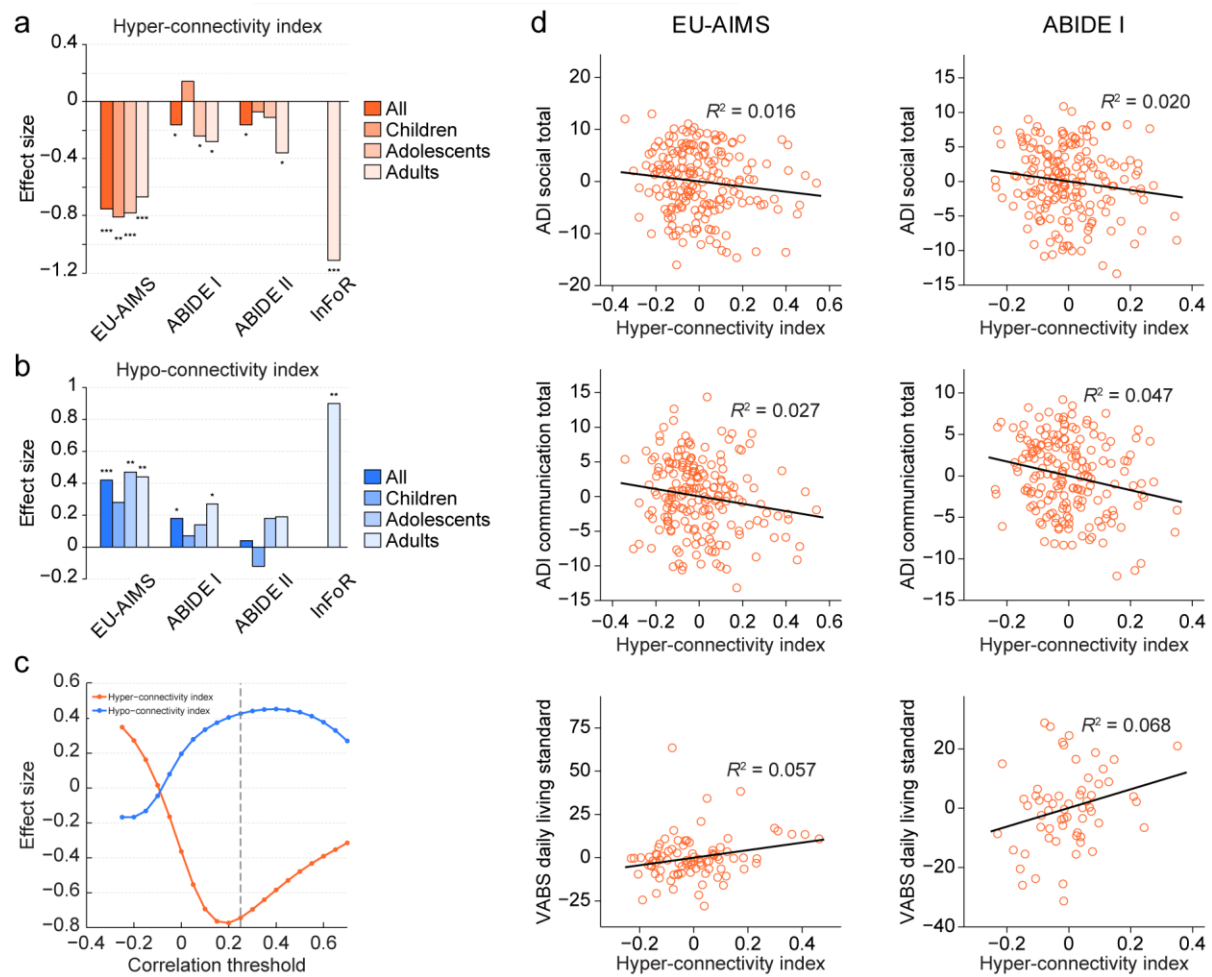 a
Hyper-connectivity index
0.4
0
−0.4
−0.8
−1.2
Effect size
*
*
*
*
*
***
**
***
***
***
All
Children
Adolescents
Adults
EU-AIMS
ABIDE I
ABIDE II
InFoR
b
Hypo-connectivity index
1
0.8
0.6
0.4
0.2
0
−0.2
Effect size
***
**
**
*
*
**
All
Children
Adolescents
Adults
EU-AIMS
ABIDE I
ABIDE II
InFoR
c
0.6
0.4
0.2
0
−0.2
−0.4
−0.6
−0.8
Effect size
Hyper-connectivity index
Hypo-connectivity index
−0.2 0 0.2 0.4 0.6
Correlation threshold
d
EU-AIMS
ABIDE I
20
10
0
−10
−20
ADI social total
R² = 0.016
−0.4 −0.2 0 0.2 0.4 0.6
Hyper-connectivity index
15
10
5
0
−5
−10
−15
ADI social total
R² = 0.020
−0.2 0 0.2 0.4
Hyper-connectivity index
20
15
10
5
0
−5
−10
−15
ADI communication total
R² = 0.027
−0.4 −0.2 0 0.2 0.4 0.6
Hyper-connectivity index
15
10
5
0
−5
−10
−15
ADI communication total
R² = 0.047
−0.2 0 0.2 0.4
Hyper-connectivity index
75
50
25
0
−25
VABS daily living standard
R² = 0.057
−0.2 0 0.2 0.4
Hyper-connectivity index
40
20
0
−20
−40
VABS daily living standard
R² = 0.068
−0.2 0 0.2 0.4
Hyper-connectivity index